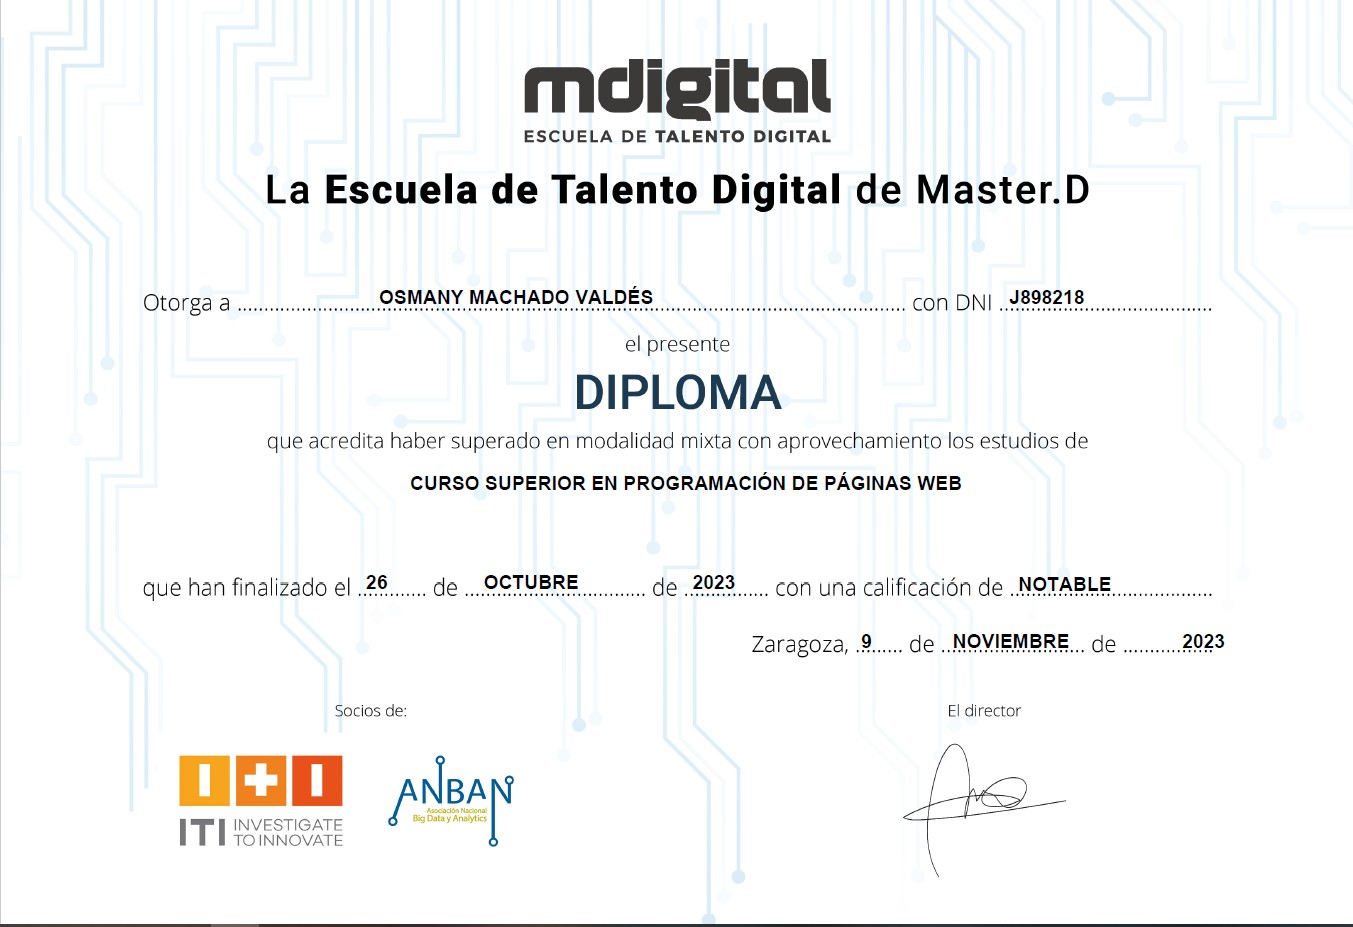 mdigital
ESCUELA DE TALENTO DIGITAL
La Escuela de Talento Digital de Master.D
Otorga a OSMANY MACHADO VALDÉS con DNI J898218
el presente
DIPLOMA
que acredita haber superado en modalidad mixta con aprovechamiento los estudios de
CURSO SUPERIOR EN PROGRAMACIÓN DE PÁGINAS WEB
que han finalizado el 26 de OCTUBRE de 2023 con una calificación de NOTABLE
Zaragoza, 9 de NOVIEMBRE de 2023
Socios de:
El director
I+I
ITI INVESTIGATE
TO INNOVATE
ANBAN
Asociación Nacional
Big Data y Analytics